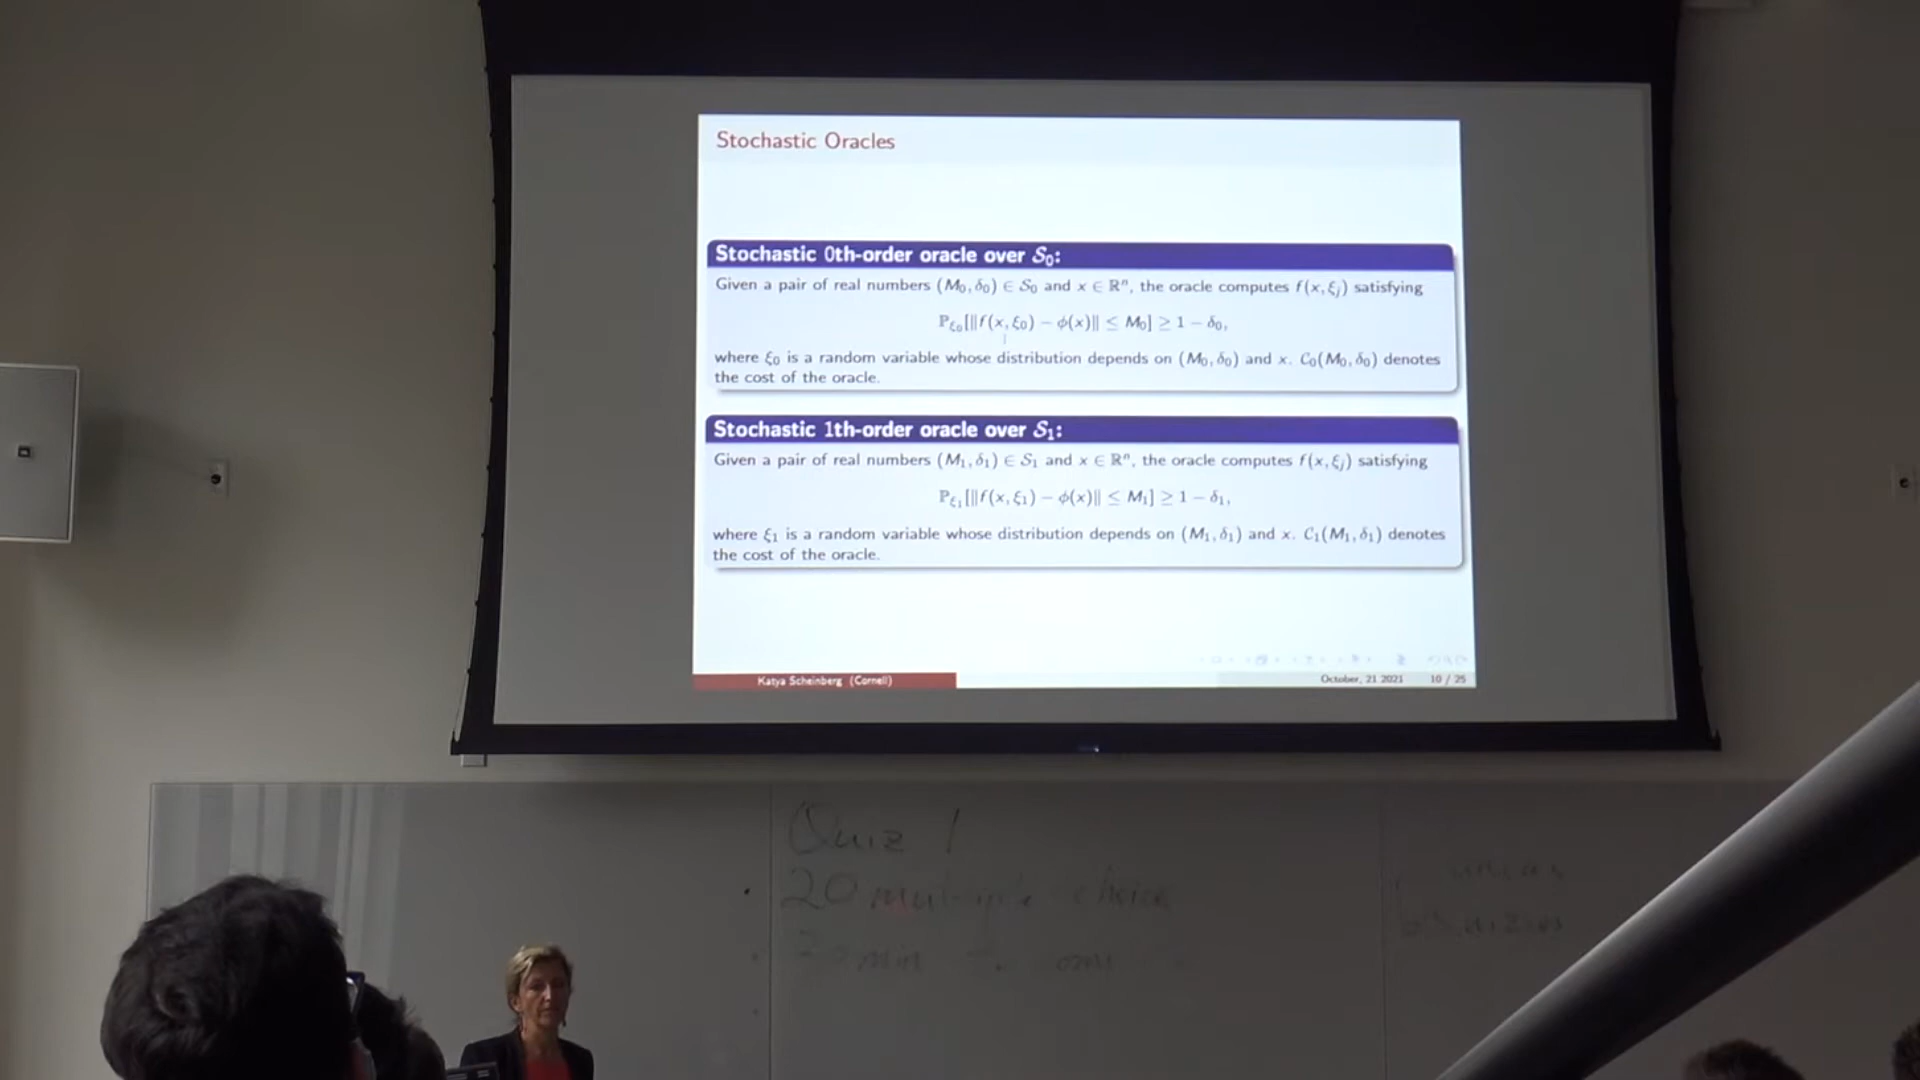 Stochastic Oracles
Stochastic 0th-order oracle over S₀:
Given a pair of real numbers (M₀, δ₀) ∈ S₀ and x ∈ ℝⁿ, the oracle computes f(x, ξⱼ) satisfying
ℙ_ξ₀[‖f(x, ξ₀) − ϕ(x)‖ ≤ M₀] ≥ 1 − δ₀,
where ξ₀ is a random variable whose distribution depends on (M₀, δ₀) and x. C₀(M₀, δ₀) denotes
the cost of the oracle.
Stochastic 1th-order oracle over S₁:
Given a pair of real numbers (M₁, δ₁) ∈ S₁ and x ∈ ℝⁿ, the oracle computes f(x, ξⱼ) satisfying
ℙ_ξ₁[‖f(x, ξ₁) − ϕ(x)‖ ≤ M₁] ≥ 1 − δ₁,
where ξ₁ is a random variable whose distribution depends on (M₁, δ₁) and x. C₁(M₁, δ₁) denotes
the cost of the oracle.
Katya Scheinberg (Cornell) October, 21 2021 10 / 25
Quiz 1
20 multiple choice
min